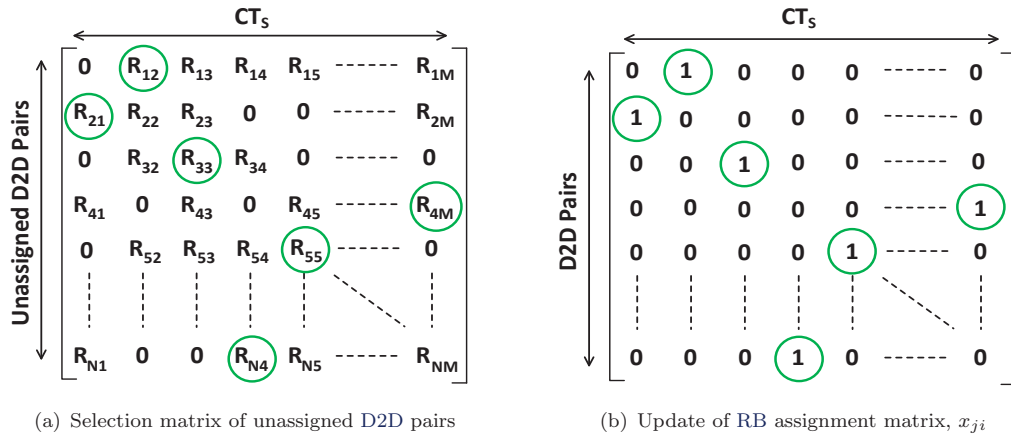 CTs
Unassigned D2D Pairs
0 R12 R13 R14 R15 R1M
R21 R22 R23 0 0 R2M
0 R32 R33 R34 0 0
R41 0 R43 0 R45 R4M
0 R52 R53 R54 R55 0
RN1 0 0 RN4 RN5 RNM
(a) Selection matrix of unassigned D2D pairs
CTs
D2D Pairs
0 1 0 0 0 0
1 0 0 0 0 0
0 0 1 0 0 0
0 0 0 0 0 1
0 0 0 0 1 0
0 0 0 1 0 0
(b) Update of RB assignment matrix, xji